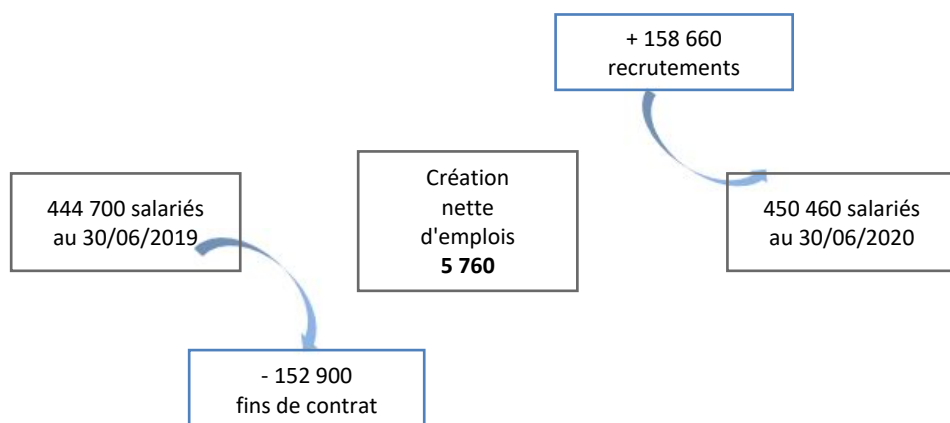 + 158 660
recrutements
444 700 salariés
au 30/06/2019
Création
nette
d'emplois
5 760
450 460 salariés
au 30/06/2020
- 152 900
fins de contrat